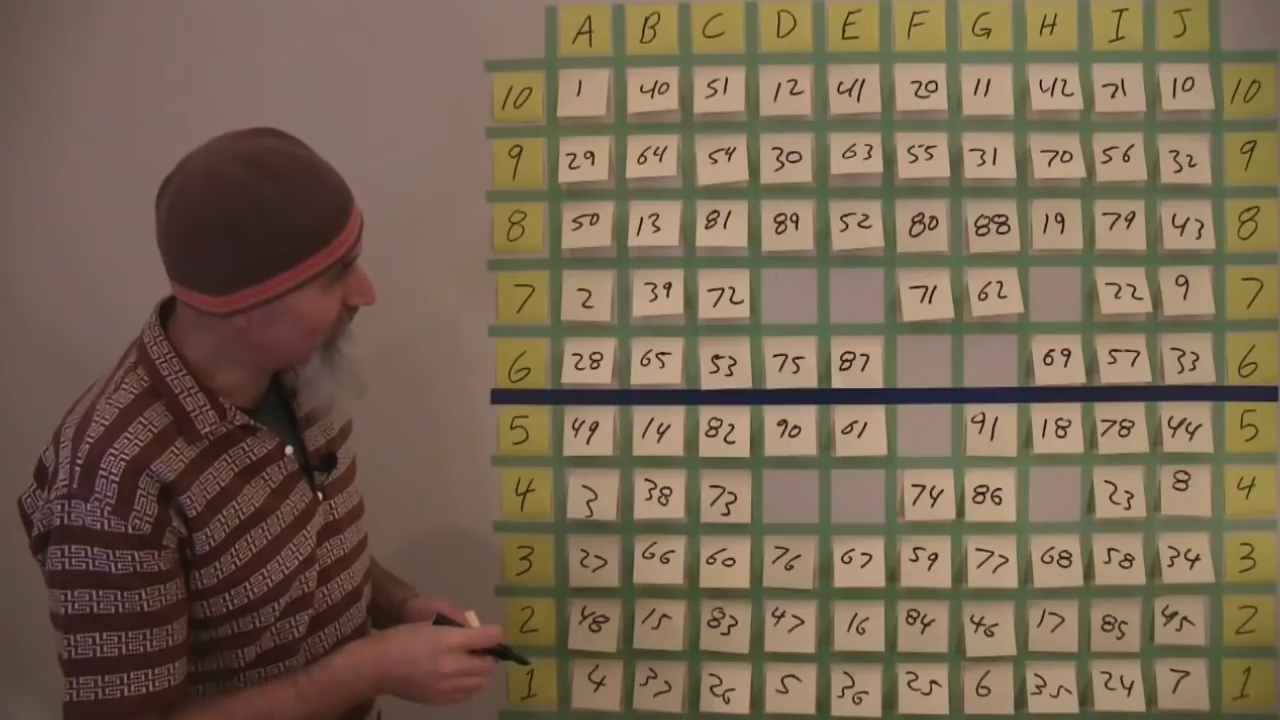 A B C D E F G H I J
10 1 40 51 12 41 20 11 42 21 10 10
9 29 64 54 30 63 55 31 70 56 32 9
8 50 13 81 89 52 80 88 19 79 43 8
7 2 39 72 71 62 22 9 7
6 28 65 53 75 87 69 57 33 6
5 49 14 82 90 61 91 18 78 44 5
4 3 38 73 74 86 23 8 4
3 27 66 60 76 67 59 77 68 58 34 3
2 48 15 83 47 16 84 46 17 85 45 2
1 4 37 26 5 36 25 6 35 24 7 1